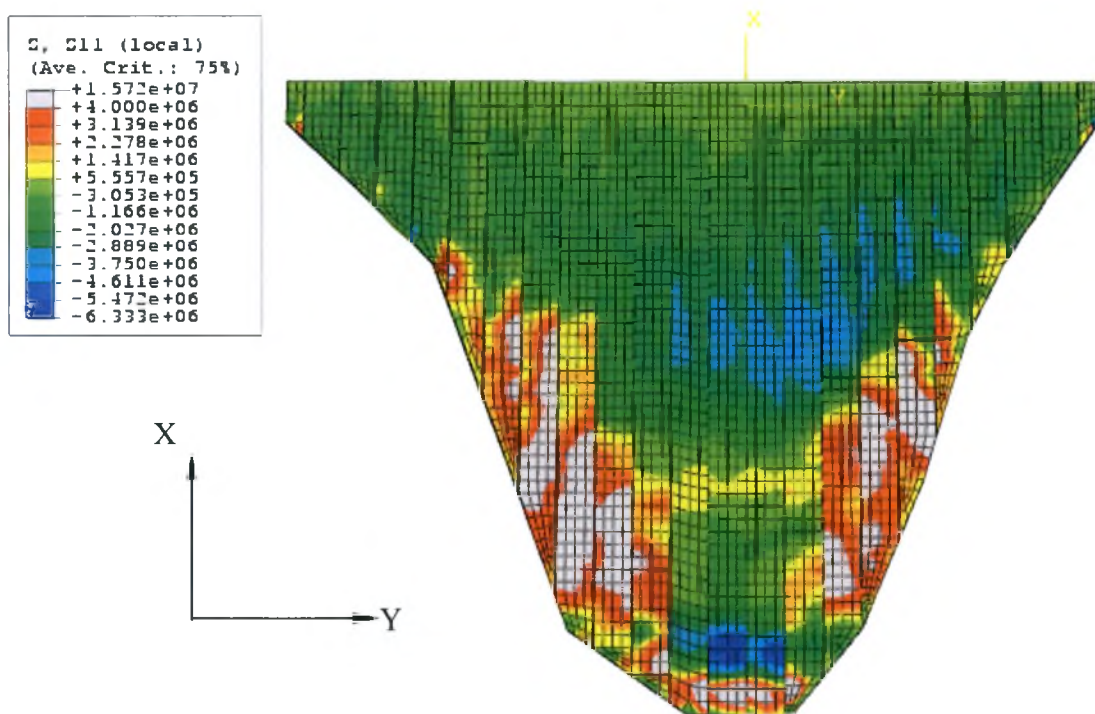 S, S11 (local)
(Ave. Crit.: 75%)
+1.572e+07
+4.000e+06
+3.139e+06
+2.278e+06
+1.417e+06
+5.557e+05
-3.053e+05
-1.166e+06
-2.027e+06
-2.889e+06
-3.750e+06
-4.611e+06
-5.472e+06
-6.333e+06
X
Y
X
Y